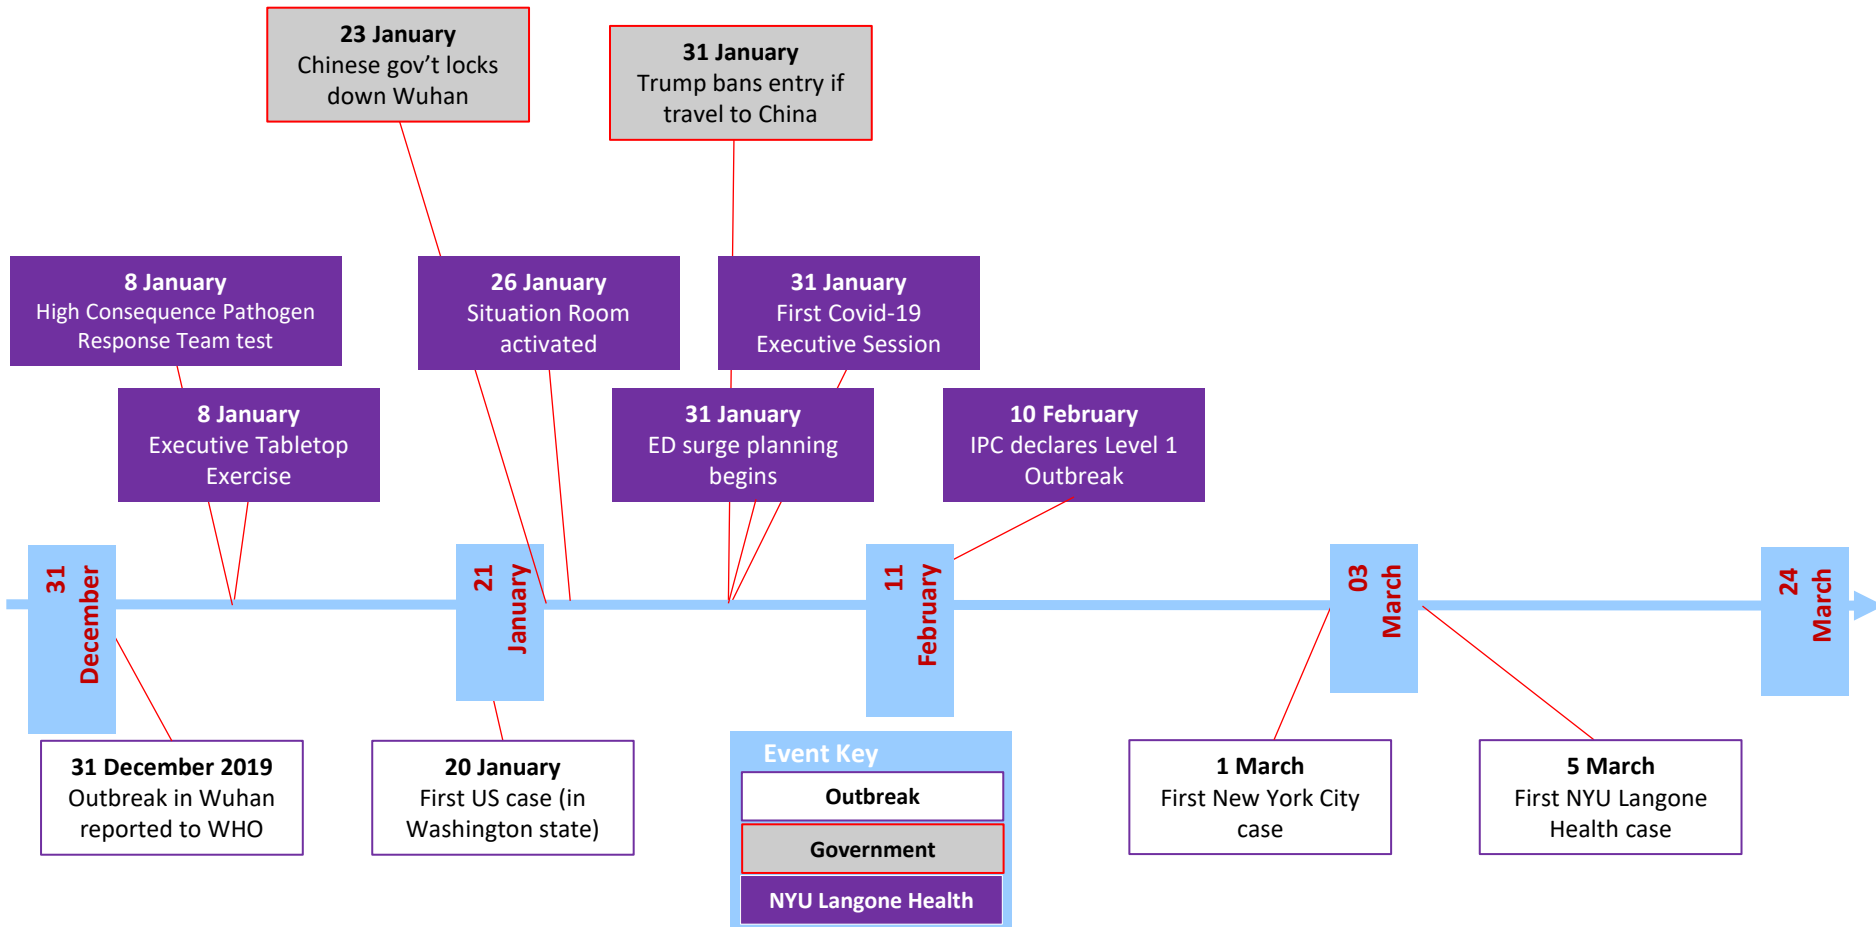 23 January
Chinese gov't locks
down Wuhan
31 January
Trump bans entry if
travel to China
8 January
High Consequence Pathogen
Response Team test
26 January
Situation Room
activated
31 January
First Covid-19
Executive Session
8 January
Executive Tabletop
Exercise
31 January
ED surge planning
begins
10 February
IPC declares Level 1
Outbreak
31
December
21
January
11
February
03
March
24
March
31 December 2019
Outbreak in Wuhan
reported to WHO
20 January
First US case (in
Washington state)
Event Key
Outbreak
Government
NYU Langone Health
1 March
First New York City
case
5 March
First NYU Langone
Health case